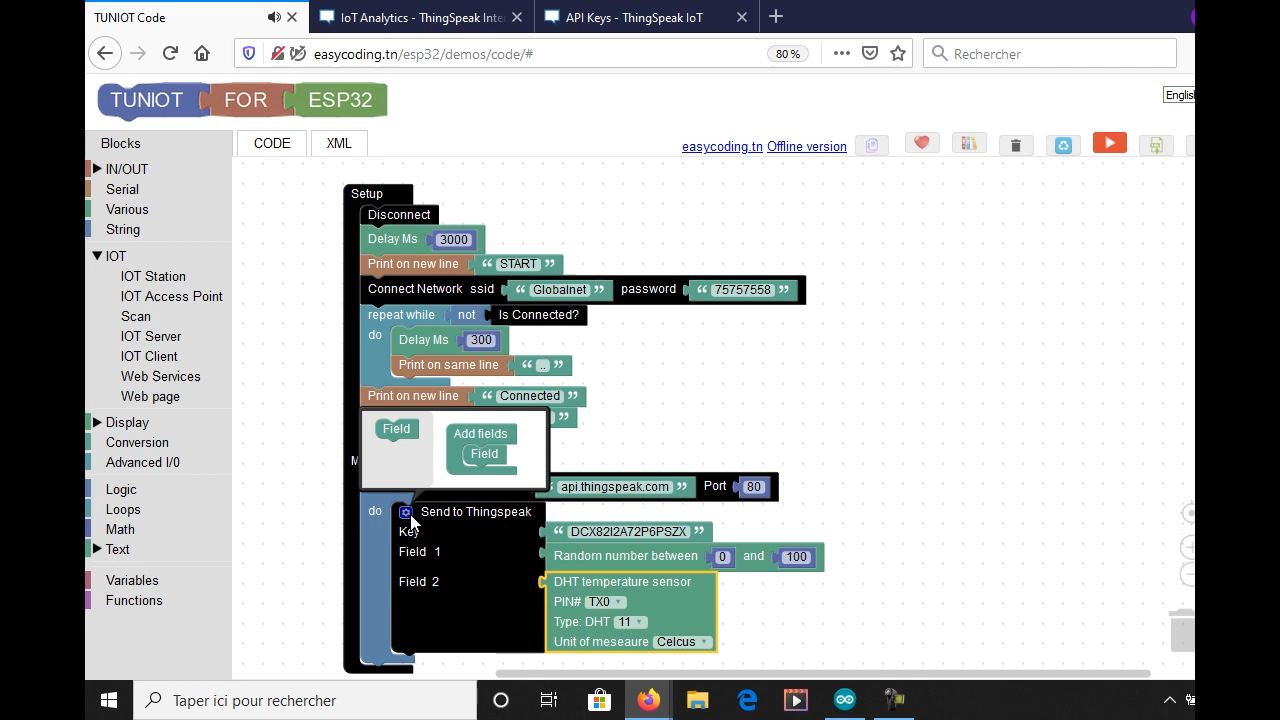 TUNIOT Code
IoT Analytics - ThingSpeak Inte
API Keys - ThingSpeak IoT
easycoding.tn/esp32/demos/code/#
80 %
Rechercher
TUNIOT FOR ESP32
English
Blocks
CODE
XML
easycoding.tn Offline version
IN/OUT
Serial
Various
String
IOT
IOT Station
IOT Access Point
Scan
IOT Server
IOT Client
Web Services
Web page
Display
Conversion
Advanced I/0
Logic
Loops
Math
Text
Variables
Functions
Setup
Disconnect
Delay Ms 3000
Print on new line “ START ”
Connect Network ssid “ Globalnet ” password “ 75757558 ”
repeat while not Is Connected?
do Delay Ms 300
Print on same line “ .. ”
Print on new line “ Connected ”
”
Field
Add fields
Field
M
“ api.thingspeak.com ” Port 80
do Send to Thingspeak
Key “ DCX82I2A72P6PSZX ”
Field 1 Random number between 0 and 100
Field 2 DHT temperature sensor
PIN# TX0
Type: DHT 11
Unit of meseaure Celcus
Taper ici pour rechercher